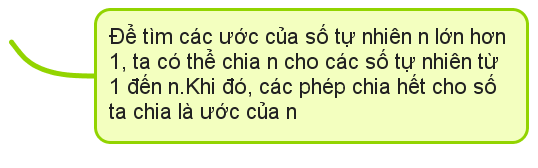 Để tìm các ước của số tự nhiên n lớn hơn
1, ta có thể chia n cho các số tự nhiên từ
1 đến n.Khi đó, các phép chia hết cho số
ta chia là ước của n